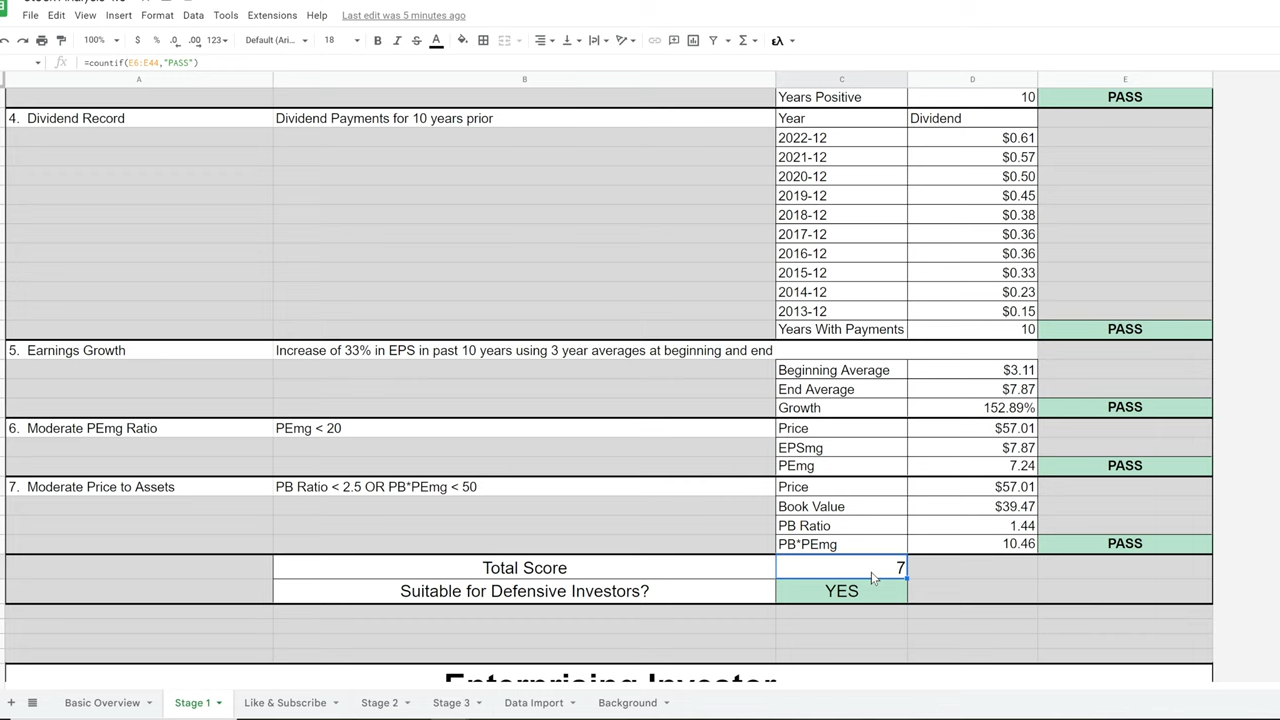 File Edit View Insert Format Data Tools Extensions Help Last edit was 5 minutes ago
100% $ % .0 .00 123 Default (Ari... 18 B I S A
fx =countif(E6:E44,"PASS")
A B C D E
Years Positive 10 PASS
4. Dividend Record Dividend Payments for 10 years prior Year Dividend
2022-12 $0.61
2021-12 $0.57
2020-12 $0.50
2019-12 $0.45
2018-12 $0.38
2017-12 $0.36
2016-12 $0.36
2015-12 $0.33
2014-12 $0.23
2013-12 $0.15
Years With Payments 10 PASS
5. Earnings Growth Increase of 33% in EPS in past 10 years using 3 year averages at beginning and end
Beginning Average $3.11
End Average $7.87
Growth 152.89% PASS
6. Moderate PEmg Ratio PEmg < 20 Price $57.01
EPSmg $7.87
PEmg 7.24 PASS
7. Moderate Price to Assets PB Ratio < 2.5 OR PB*PEmg < 50 Price $57.01
Book Value $39.47
PB Ratio 1.44
PB*PEmg 10.46 PASS
Total Score 7
Suitable for Defensive Investors? YES
Enterprising Investor
+ Basic Overview Stage 1 Like & Subscribe Stage 2 Stage 3 Data Import Background